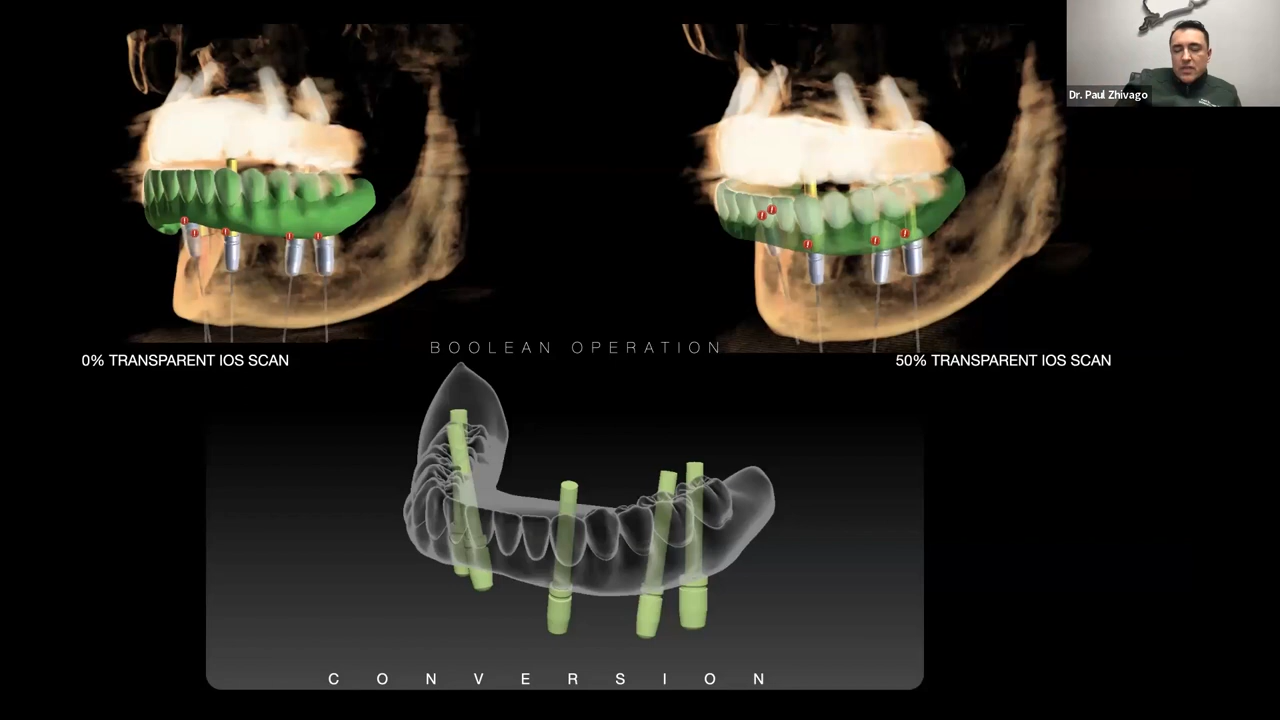 Dr. Paul Zhivago
BOOLEAN OPERATION
0% TRANSPARENT IOS SCAN
50% TRANSPARENT IOS SCAN
CONVERSION